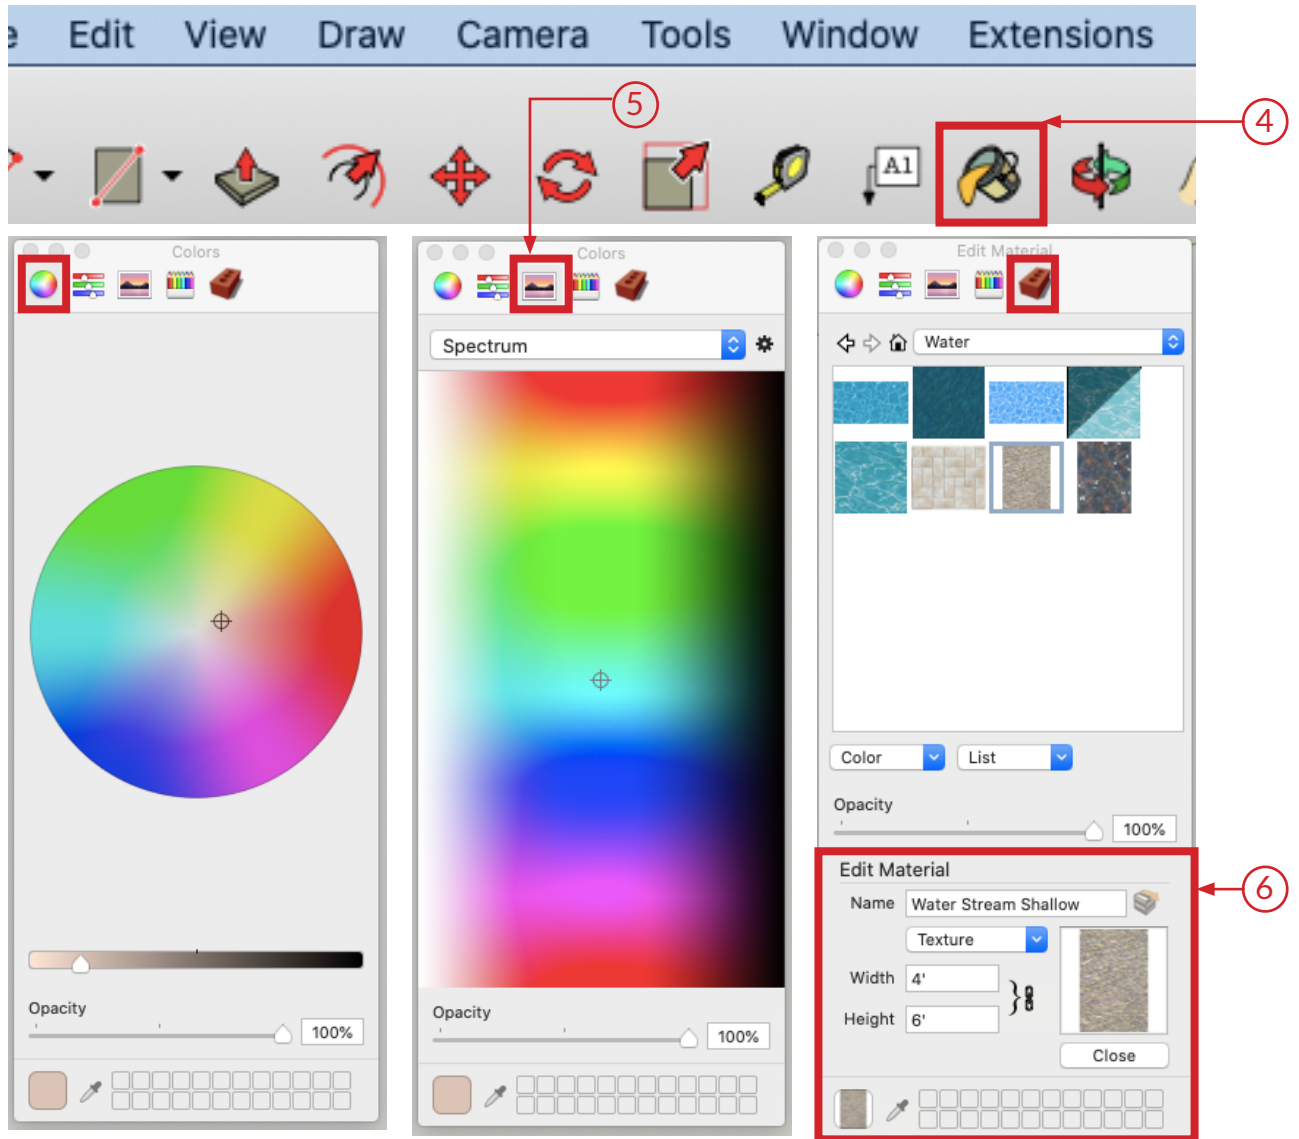 e Edit View Draw Camera Tools Window Extensions
5
4
A1
Colors
Opacity
100%
Colors
Spectrum
Opacity
100%
Edit Material
Water
Color List
Opacity
100%
Edit Material
Name Water Stream Shallow
6
Texture
Width 4'
Height 6'
Close